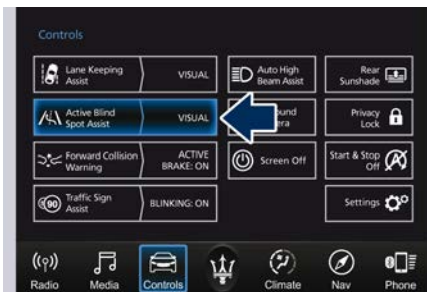 Controls
Lane Keeping
Assist
VISUAL
Auto High
Beam Assist
Rear
Sunshade
Active Blind
Spot Assist
VISUAL
Privacy
Lock
Forward Collision
Warning
ACTIVE
BRAKE: ON
Screen Off
Start & Stop
Off
90
Traffic Sign
Assist
BLINKING: ON
Settings
Radio
Media
Controls
Climate
Nav
Phone